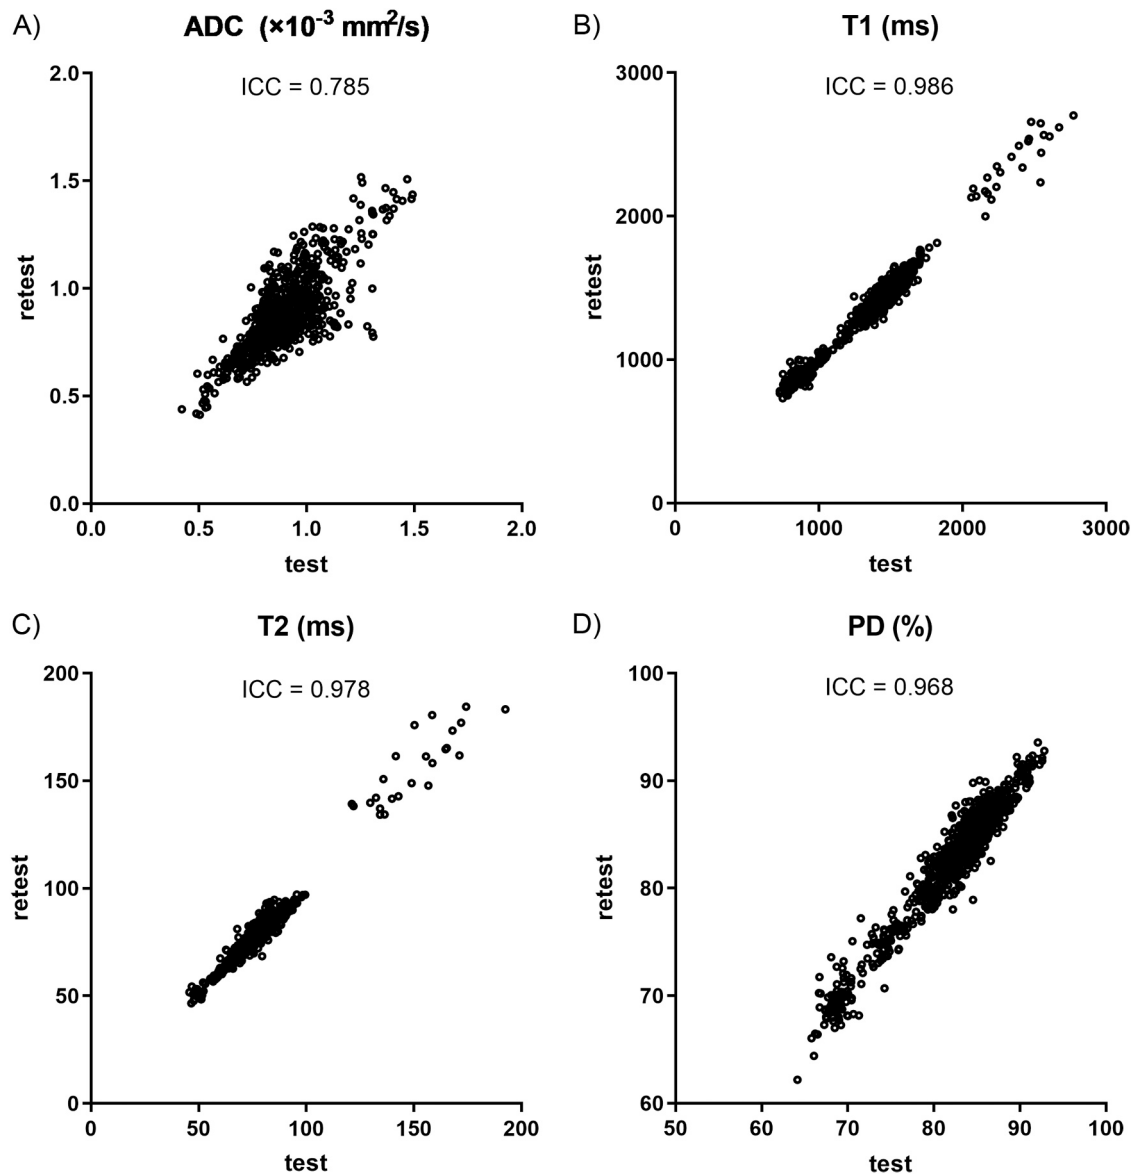 A)
ADC (×10⁻³ mm²/s)
ICC = 0.785
2.0
1.5
1.0
0.5
0.0
retest
0.0 0.5 1.0 1.5 2.0
test
B)
T1 (ms)
ICC = 0.986
3000
2000
1000
0
retest
0 1000 2000 3000
test
C)
T2 (ms)
ICC = 0.978
200
150
100
50
0
retest
0 50 100 150 200
test
D)
PD (%)
ICC = 0.968
100
90
80
70
60
retest
50 60 70 80 90 100
test